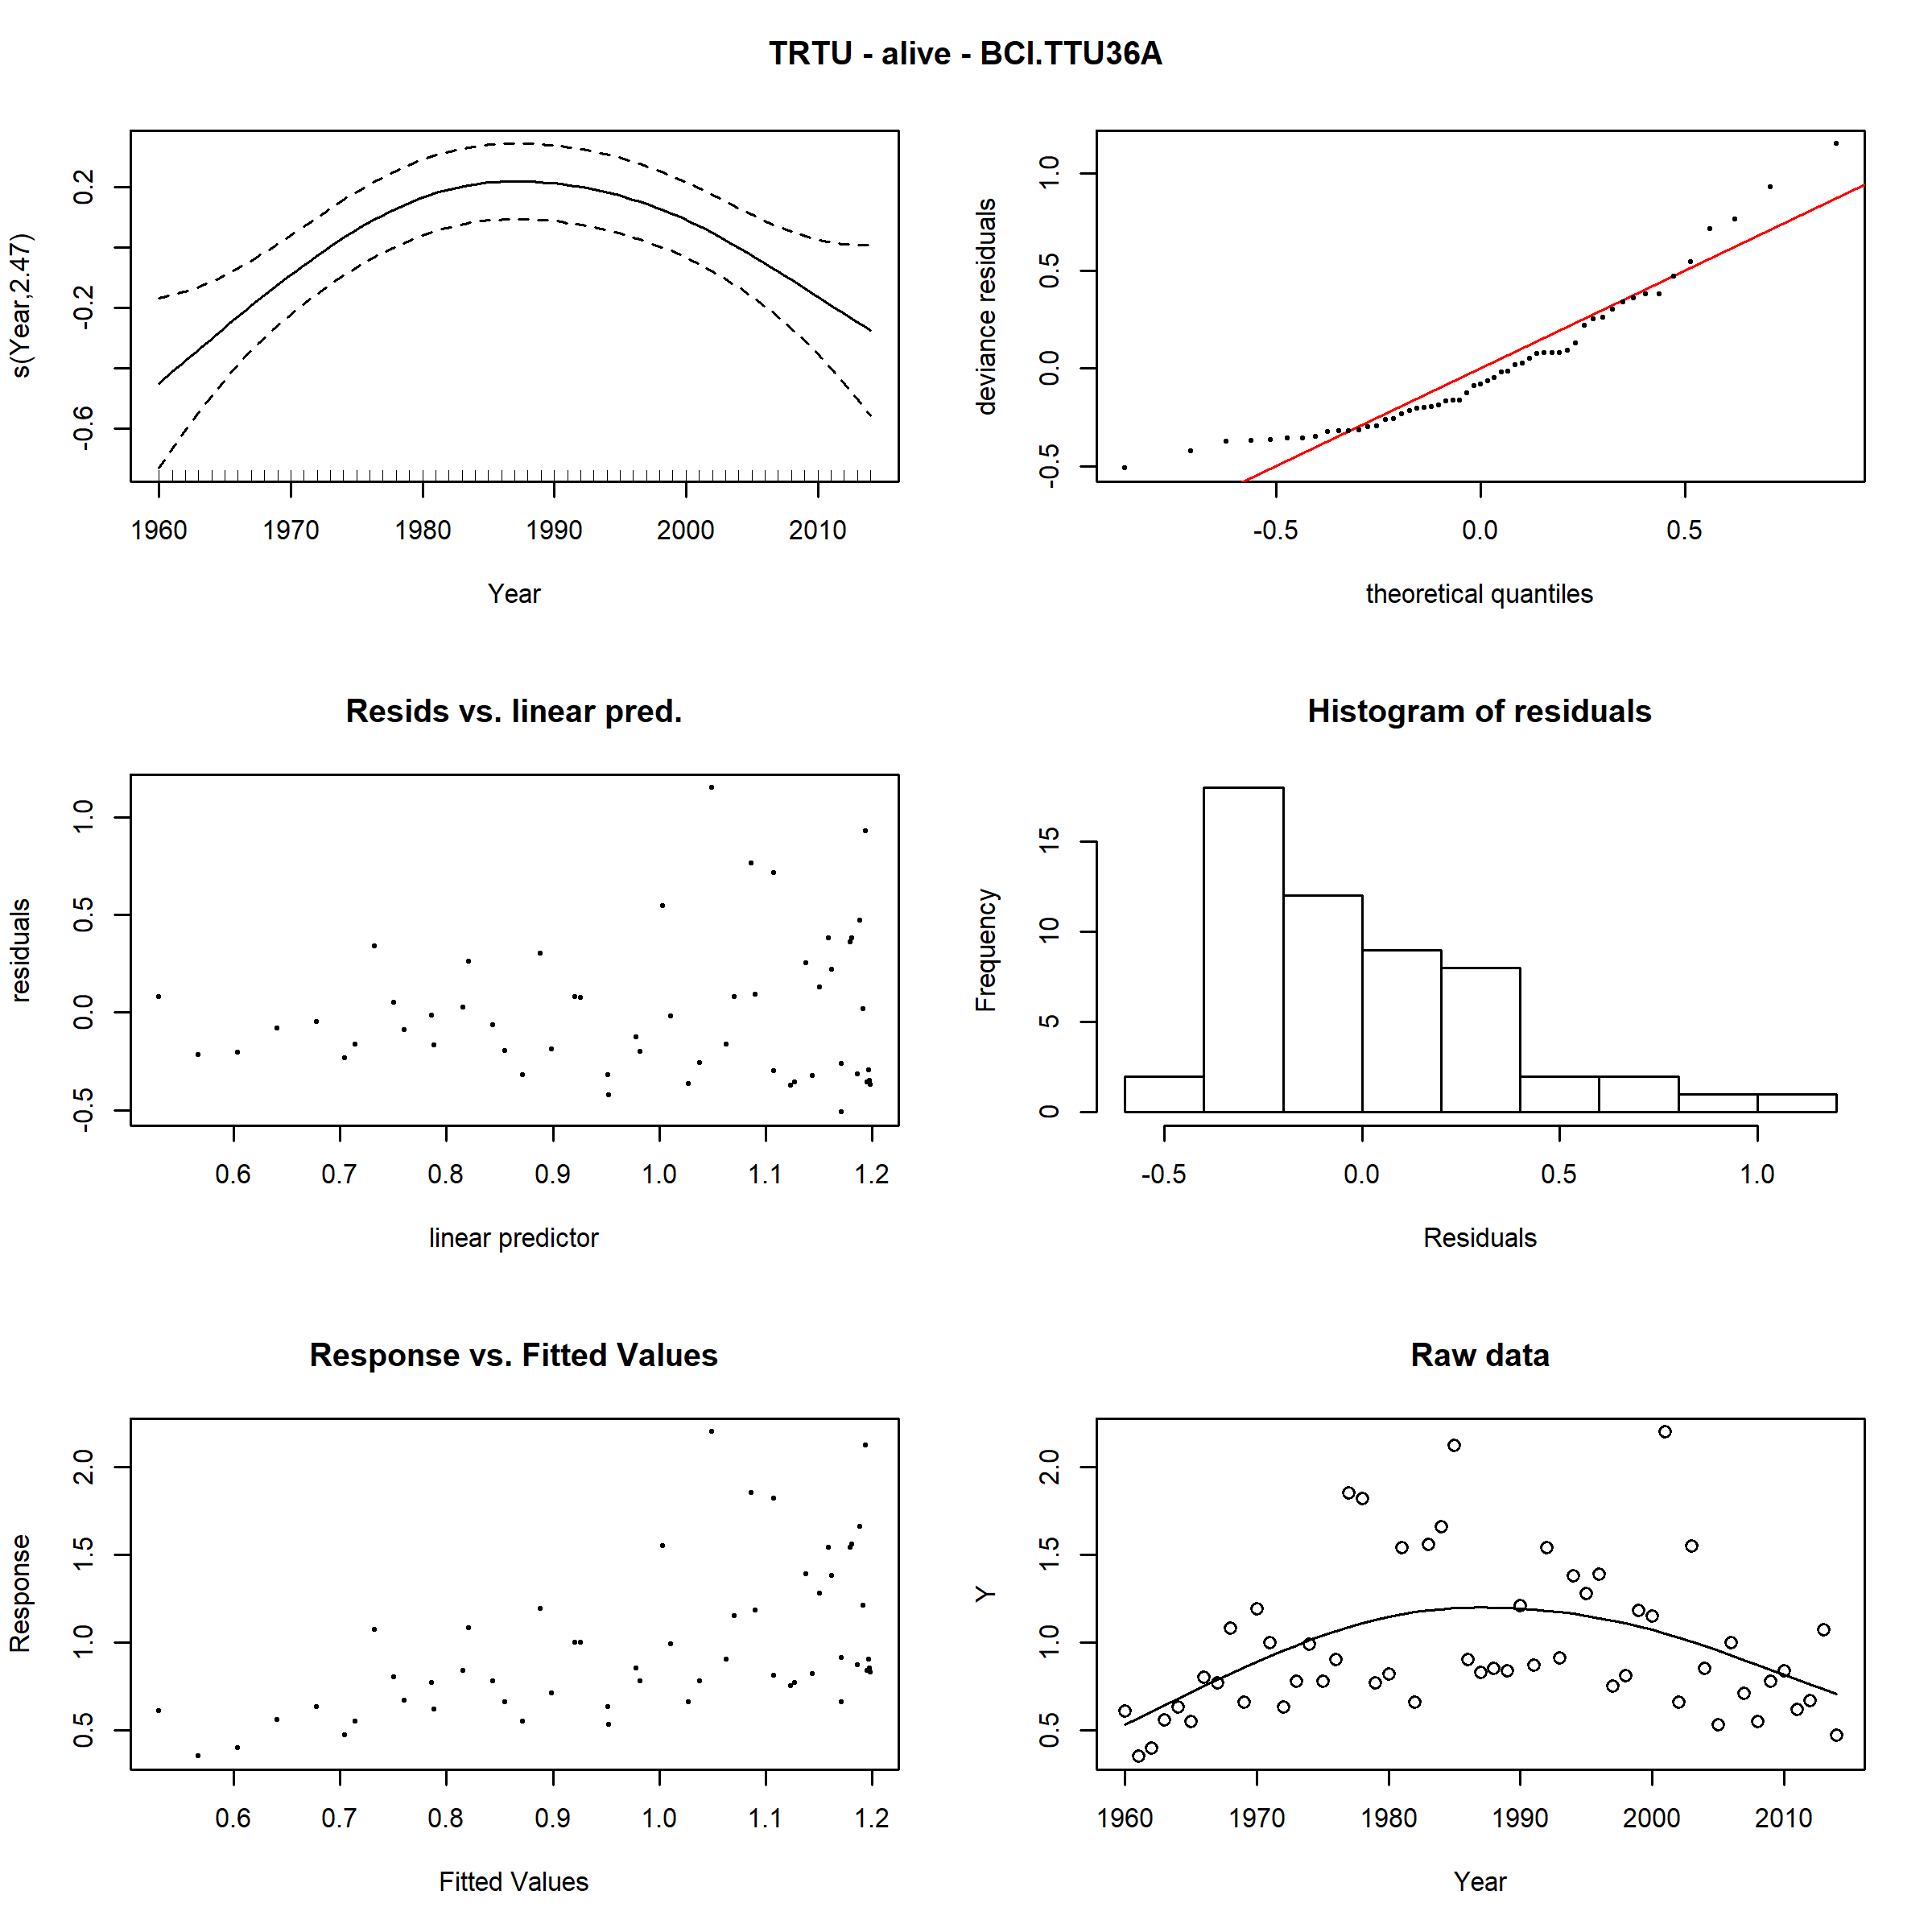 TRTU - alive - BCI.TTU36A
s(Year,2.47)
0.2
-0.2
-0.6
1960 1970 1980 1990 2000 2010
Year
deviance residuals
1.0
0.5
0.0
-0.5
-0.5 0.0 0.5
theoretical quantiles
Resids vs. linear pred.
residuals
1.0
0.5
0.0
-0.5
0.6 0.7 0.8 0.9 1.0 1.1 1.2
linear predictor
Histogram of residuals
Frequency
15
10
5
0
-0.5 0.0 0.5 1.0
Residuals
Response vs. Fitted Values
Response
2.0
1.5
1.0
0.5
0.6 0.7 0.8 0.9 1.0 1.1 1.2
Fitted Values
Raw data
Y
2.0
1.5
1.0
0.5
1960 1970 1980 1990 2000 2010
Year